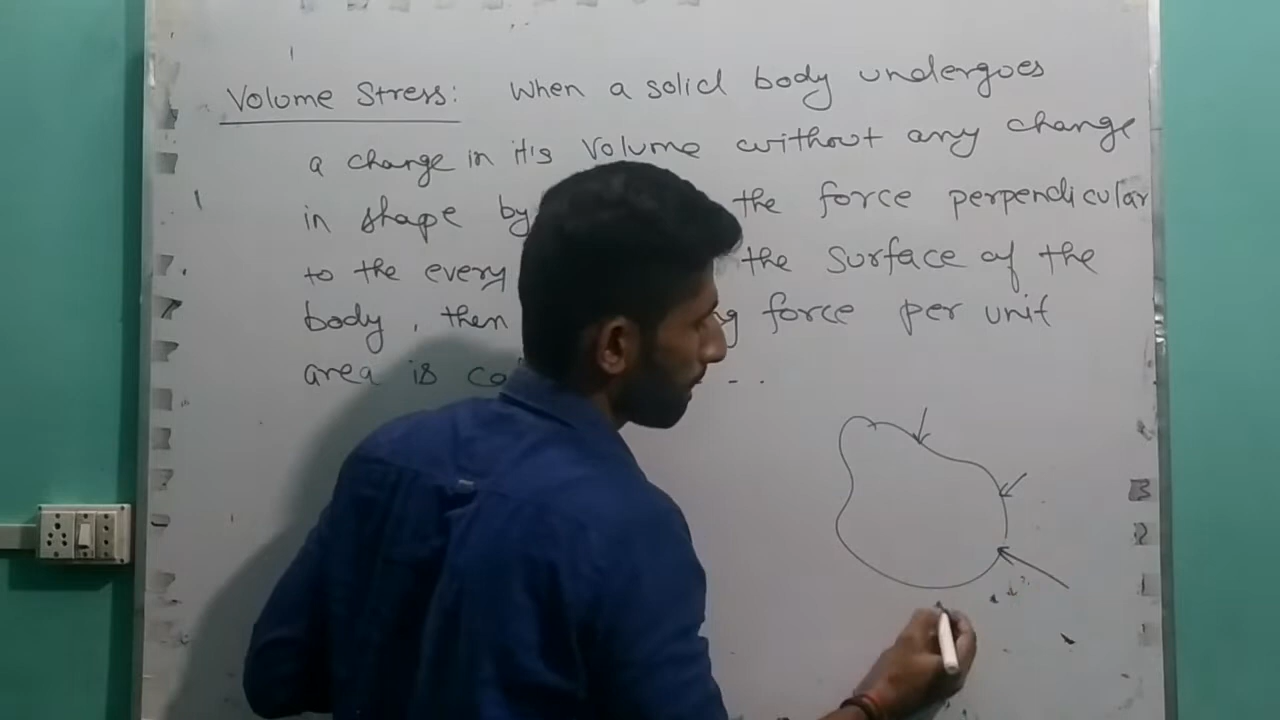 Volume Stress: When a solid body undergoes
a change in it's Volume without any change
in shape by the force perpendicular
to the every the surface of the
body, then force per unit
area is